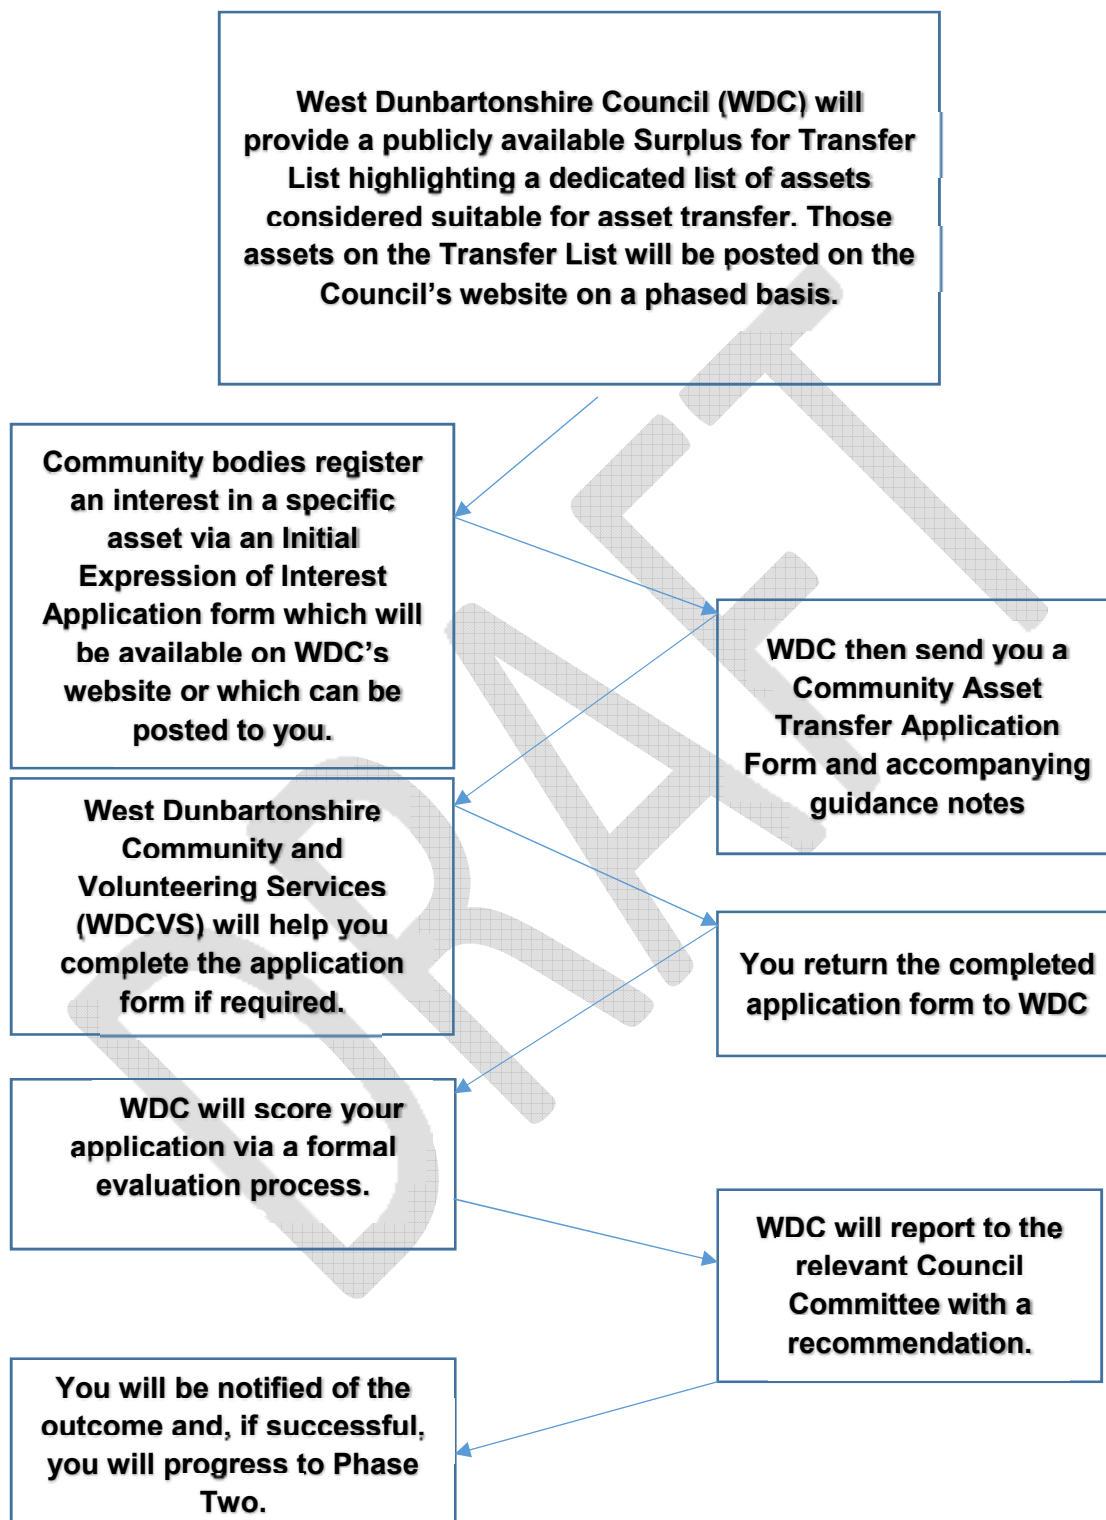 West Dunbartonshire Council (WDC) will
provide a publicly available Surplus for Transfer
List highlighting a dedicated list of assets
considered suitable for asset transfer. Those
assets on the Transfer List will be posted on the
Council’s website on a phased basis.
Community bodies register
an interest in a specific
asset via an Initial
Expression of Interest
Application form which will
be available on WDC’s
website or which can be
posted to you.
WDC then send you a
Community Asset
Transfer Application
Form and accompanying
guidance notes
West Dunbartonshire
Community and
Volunteering Services
(WDCVS) will help you
complete the application
form if required.
You return the completed
application form to WDC
WDC will score your
application via a formal
evaluation process.
WDC will report to the
relevant Council
Committee with a
recommendation.
You will be notified of the
outcome and, if successful,
you will progress to Phase
Two.
DRAFT